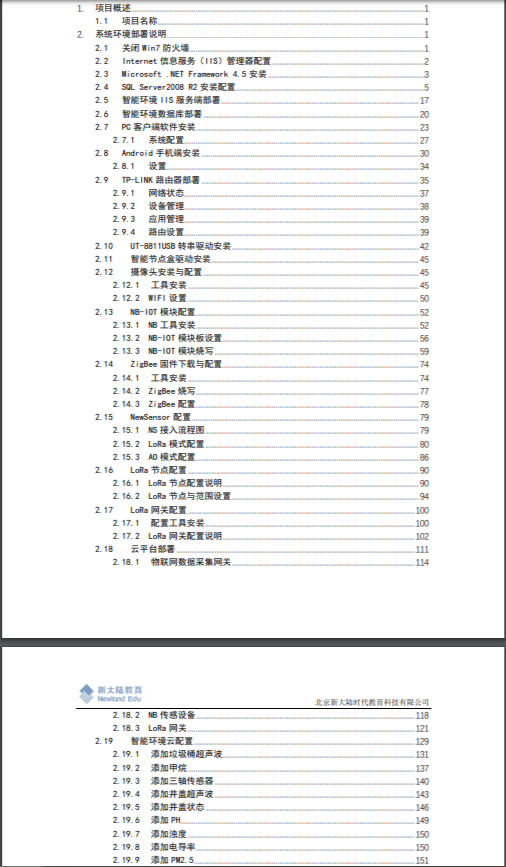 1. 项目概述 1
1.1 项目名称 1
2. 系统环境部署说明 1
2.1 关闭 Win7 防火墙 1
2.2 Internet 信息服务（IIS）管理器配置 2
2.3 Microsoft .NET Framework 4.5 安装 3
2.4 SQL Server2008 R2 安装配置 5
2.5 智能环境 IIS 服务端部署 17
2.6 智能环境数据库部署 20
2.7 PC 客户端软件安装 23
2.7.1 系统配置 27
2.8 Android 手机端安装 30
2.8.1 设置 34
2.9 TP-LINK 路由器部署 35
2.9.1 网络状态 37
2.9.2 设备管理 38
2.9.3 应用管理 39
2.9.4 路由设置 39
2.10 UT-8811USB 转串驱动安装 42
2.11 智能节点盒驱动安装 45
2.12 摄像头安装与配置 45
2.12.1 工具安装 45
2.12.2 WIFI 设置 50
2.13 NB-IOT 模块配置 52
2.13.1 NB 工具安装 52
2.13.2 NB-IOT 模块板设置 56
2.13.3 NB-IOT 模块烧写 59
2.14 ZigBee 固件下载与配置 74
2.14.1 工具安装 74
2.14.2 ZigBee 烧写 77
2.14.3 ZigBee 配置 78
2.15 NewSensor 配置 79
2.15.1 NS 接入流程图 79
2.15.2 LoRa 模式配置 80
2.15.3 AO 模式配置 86
2.16 LoRa 节点配置 90
2.16.1 LoRa 节点配置说明 90
2.16.2 LoRa 节点与范围设置 94
2.17 LoRa 网关配置 100
2.17.1 配置工具安装 100
2.17.2 LoRa 网关配置说明 102
2.18 云平台部署 111
2.18.1 物联网数据采集网关 114
新大陆教育
Newland Edu
北京新大陆时代教育科技有限公司
2.18.2 NB 传感设备 118
2.18.3 LoRa 网关 121
2.19 智能环境云配置 129
2.19.1 添加垃圾桶超声波 131
2.19.2 添加甲烷 137
2.19.3 添加三轴传感器 140
2.19.4 添加井盖超声波 143
2.19.5 添加井盖状态 146
2.19.6 添加 PH 149
2.19.7 添加浊度 150
2.19.8 添加电导率 150
2.19.9 添加 PM2.5 151